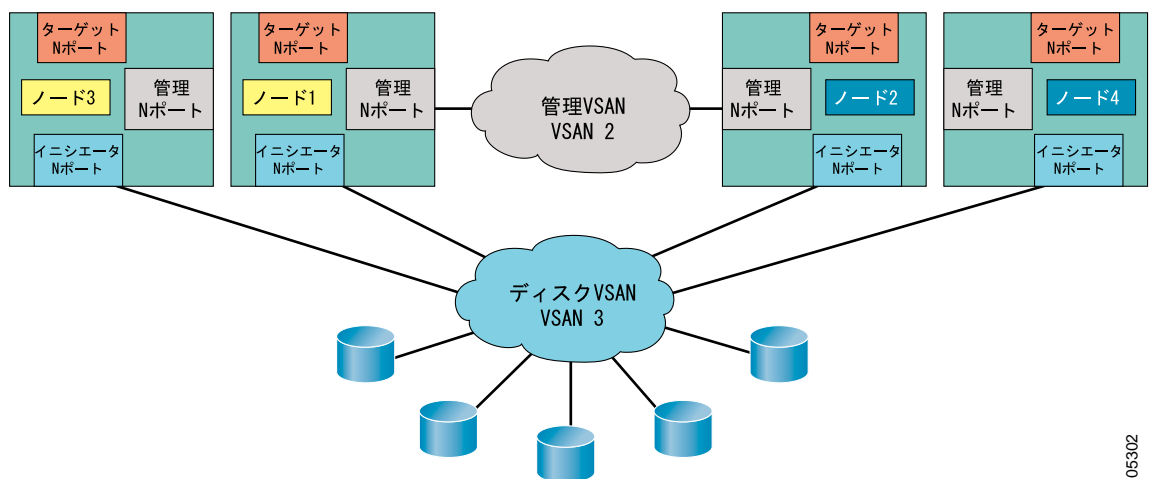 ターゲット
Nポート
ノード3
管理
Nポート
イニシエータ
Nポート
ターゲット
Nポート
ノード1
管理
Nポート
イニシエータ
Nポート
管理VSAN
VSAN 2
ターゲット
Nポート
管理
Nポート
ノード2
イニシエータ
Nポート
ターゲット
Nポート
管理
Nポート
ノード4
イニシエータ
Nポート
ディスクVSAN
VSAN 3
05302